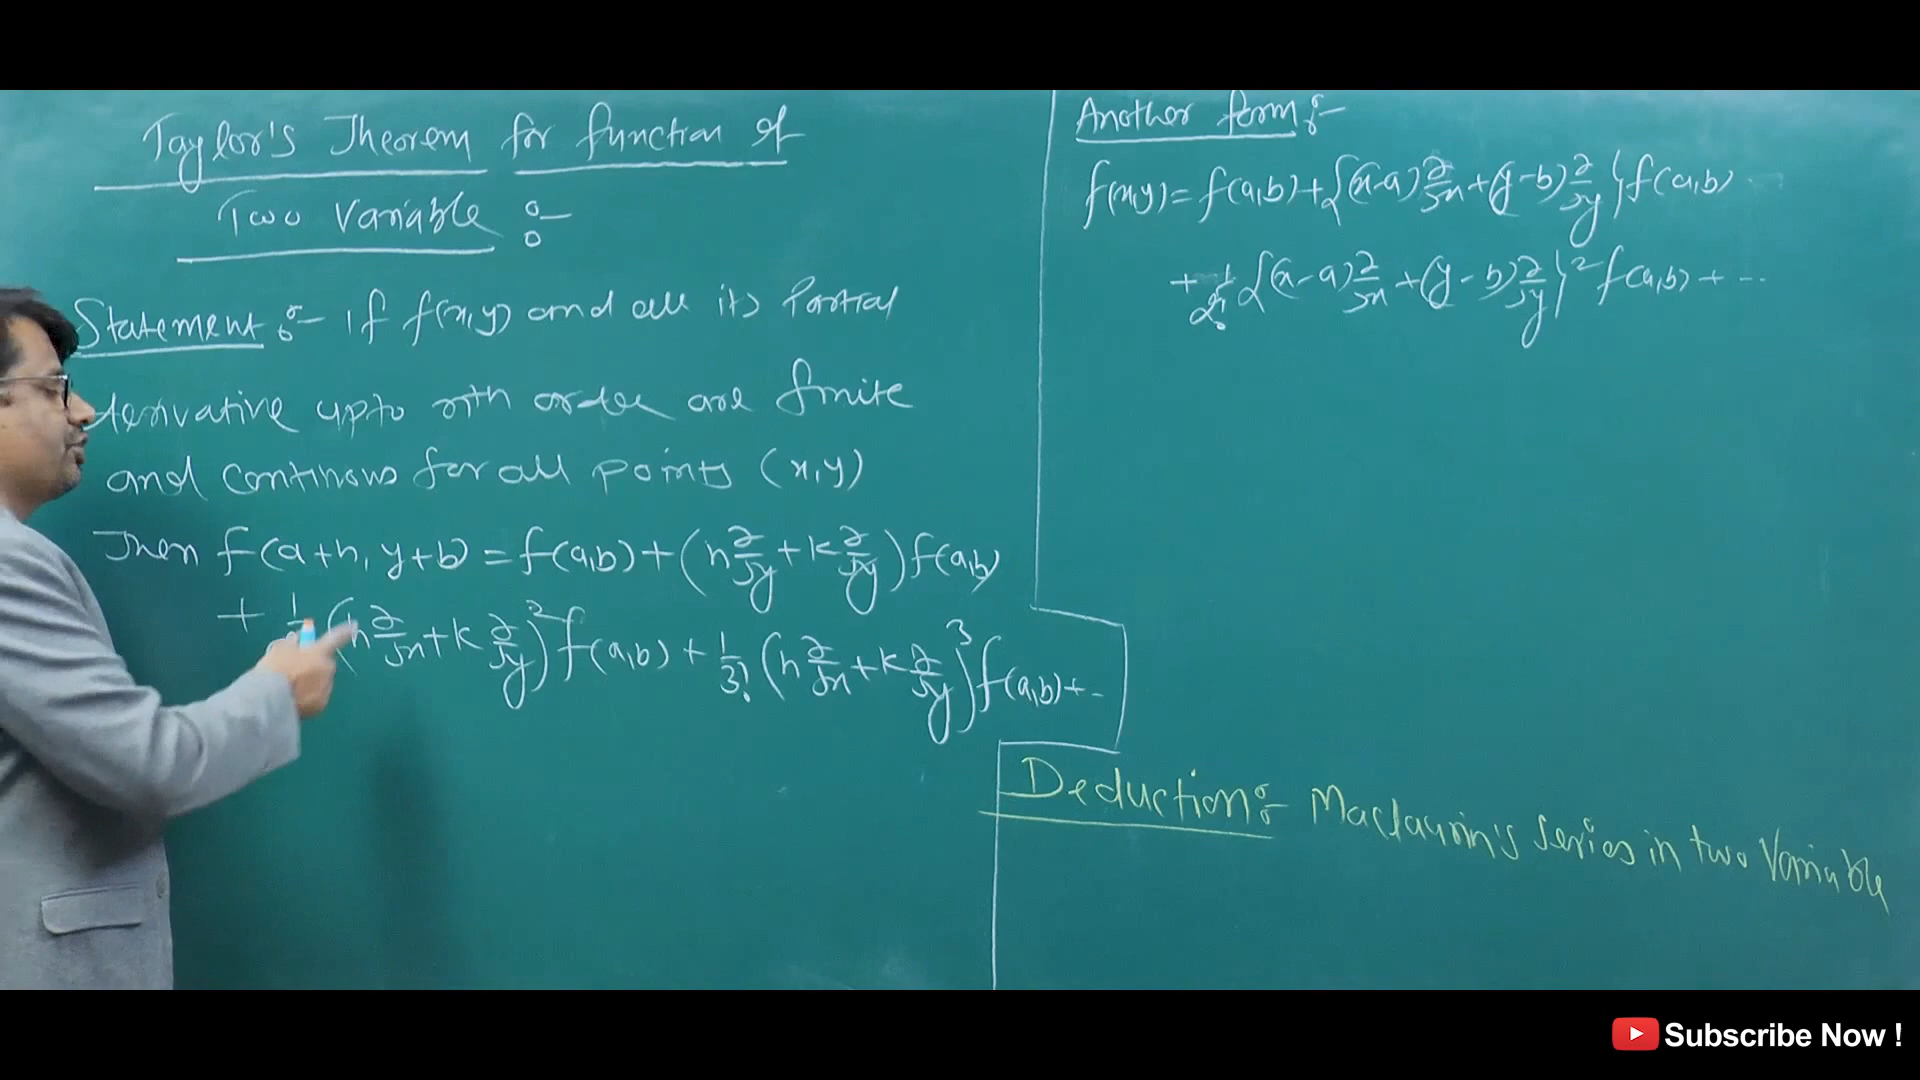 Taylor's Theorem for function of
Two Variable :-
Statement :- If f(x,y) and all its Partial
derivative upto nth order are finite
and Continous for all points (x,y)
Then f(a+h, y+b) = f(a,b) + (h ∂/∂y + k ∂/∂y) f(a,b)
+ 1 (h ∂/∂x + k ∂/∂y)² f(a,b) + 1/3! (h ∂/∂x + k ∂/∂y)³ f(a,b) + --
Another form :-
f(x,y) = f(a,b) + {(x-a) ∂/∂x + (y-b) ∂/∂y} f(a,b)
+ 1/2! {(x-a) ∂/∂x + (y-b) ∂/∂y}² f(a,b) + ---
Deduction :- Maclaurin's Series in two Variable
Subscribe Now !